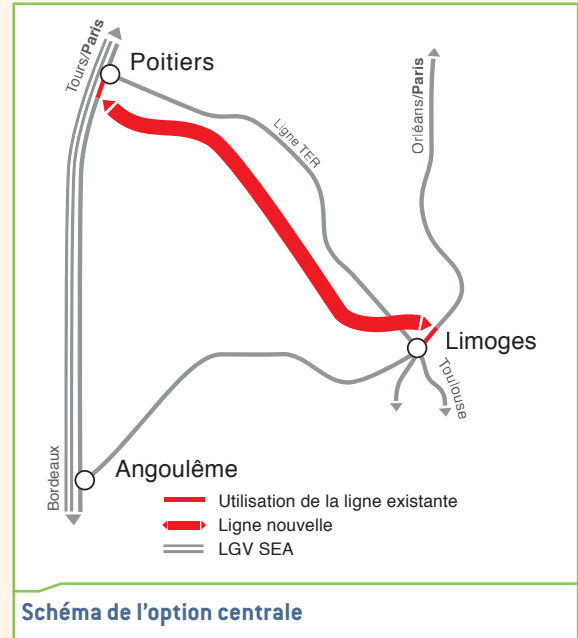 Tours/Paris
Poitiers
Ligne TER
Orléans/Paris
Limoges
Toulouse
Bordeaux
Angoulême
Utilisation de la ligne existante
Ligne nouvelle
LGV SEA
Schéma de l'option centrale